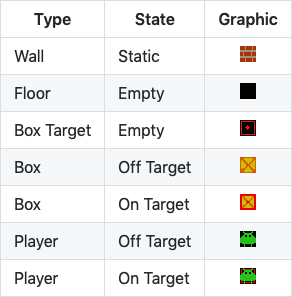 Type State Graphic
Wall Static
Floor Empty
Box Target Empty
Box Off Target
Box On Target
Player Off Target
Player On Target